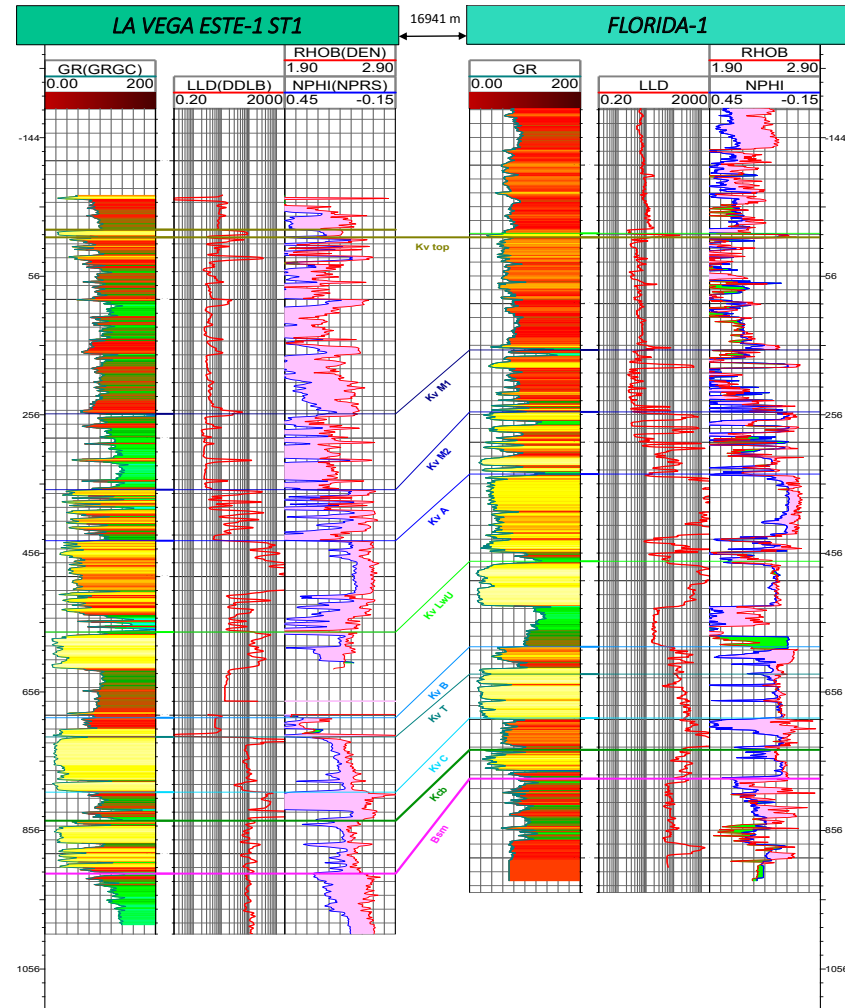 LA VEGA ESTE-1 ST1
16941 m
FLORIDA-1
RHOB(DEN)
1.90 2.90
GR(GRGC)
0.00 200
LLD(DDLB)
0.20 2000
NPHI(NPRS)
0.45 -0.15
RHOB
1.90 2.90
GR
0.00 200
LLD
0.20 2000
NPHI
0.45 -0.15
-144 -144
Kv top
56 56
Kv M1
256 256
Kv M2
Kv A
456 456
Kv LwU
656 656
Kv B
Kv T
Kv C
Kcb
856 856
Bsm
1056 1056